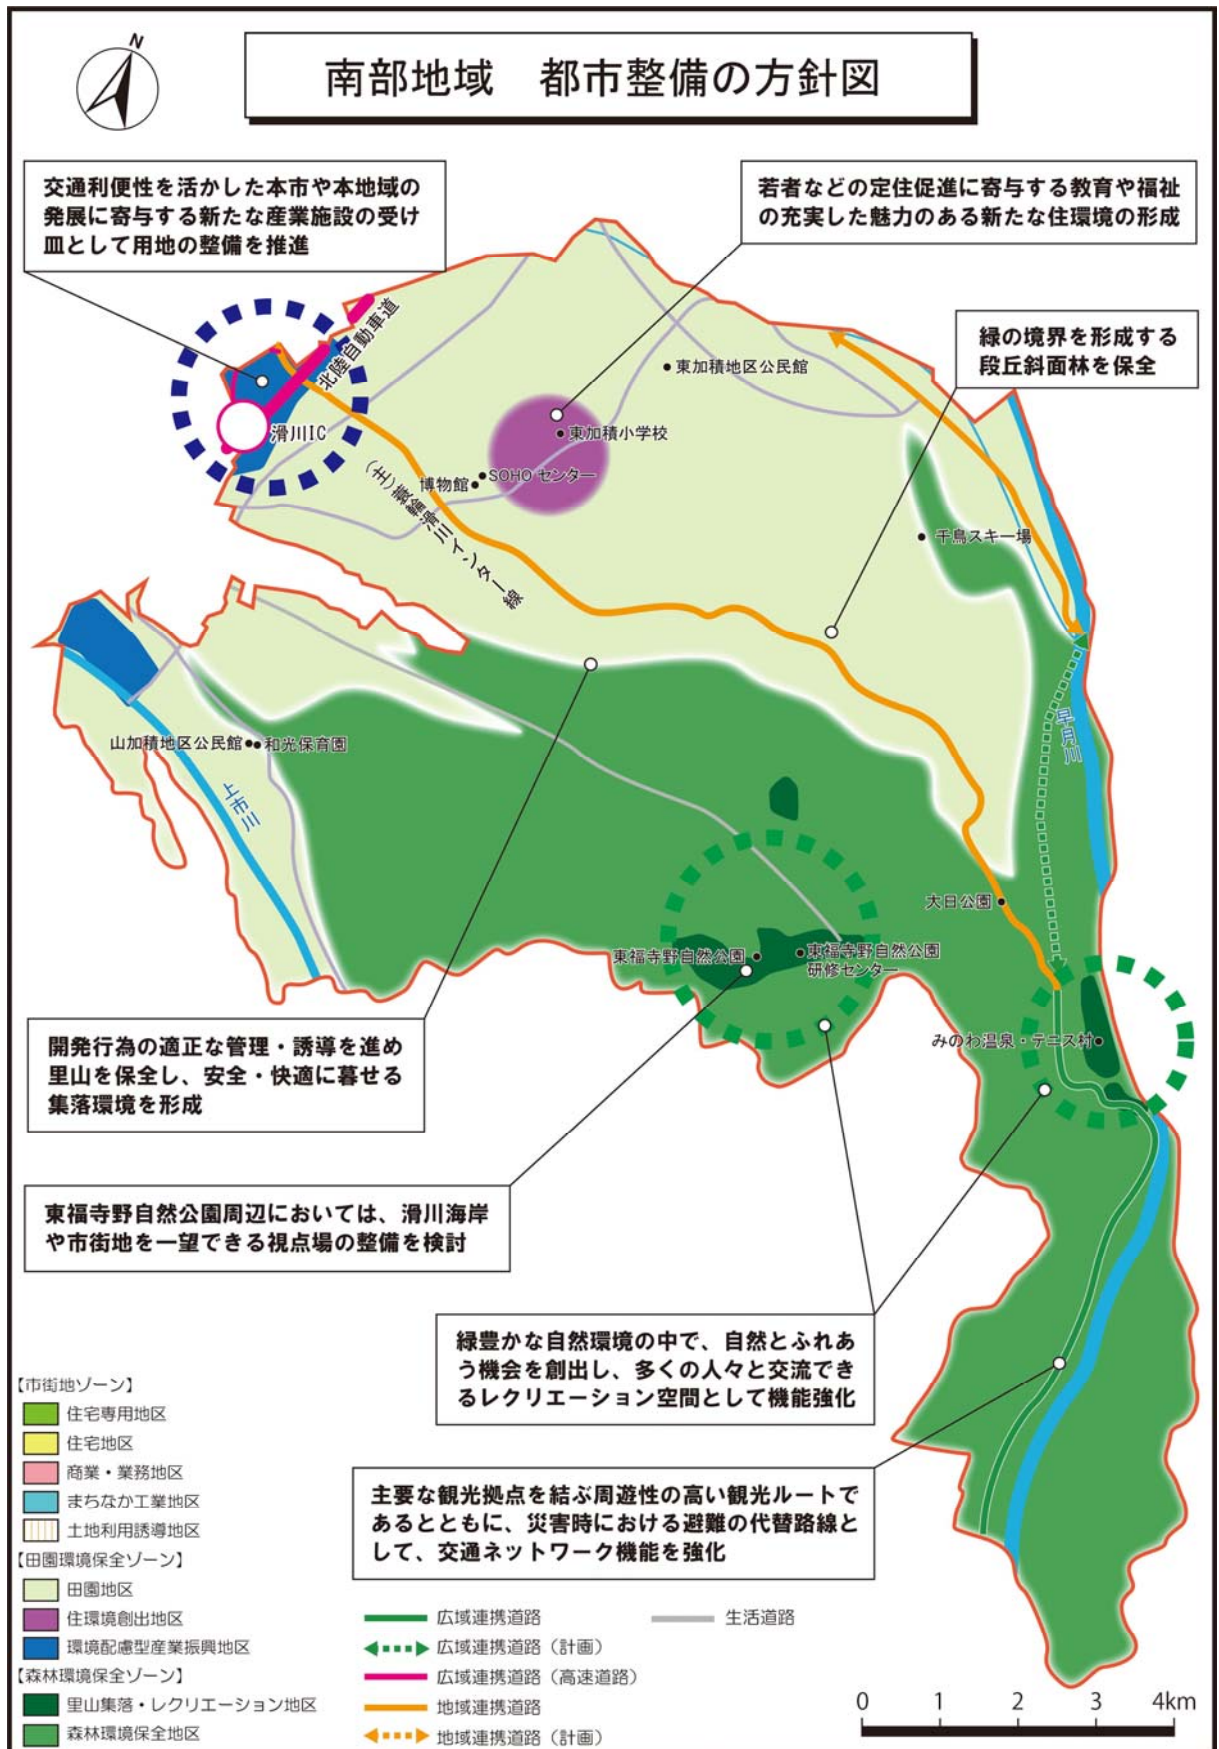 N
南部地域 都市整備の方針図
交通利便性を活かした本市や本地域の
発展に寄与する新たな産業施設の受け
皿として用地の整備を推進
若者などの定住促進に寄与する教育や福祉
の充実した魅力のある新たな住環境の形成
緑の境界を形成する
段丘斜面林を保全
北陸自動車道
滑川IC
東加積地区公民館
東加積小学校
SOHO センター
博物館
(主)蓑輪滑川インター線
千鳥スキー場
早月川
山加積地区公民館
和光保育園
上市川
大日公園
東福寺野自然公園
東福寺野自然公園
研修センター
みのわ温泉・テニス村
開発行為の適正な管理・誘導を進め
里山を保全し、安全・快適に暮せる
集落環境を形成
東福寺野自然公園周辺においては、滑川海岸
や市街地を一望できる視点場の整備を検討
緑豊かな自然環境の中で、自然とふれあ
う機会を創出し、多くの人々と交流でき
るレクリエーション空間として機能強化
主要な観光拠点を結ぶ周遊性の高い観光ルートで
あるとともに、災害時における避難の代替路線と
して、交通ネットワーク機能を強化
【市街地ゾーン】
住宅専用地区
住宅地区
商業・業務地区
まちなか工業地区
土地利用誘導地区
【田園環境保全ゾーン】
田園地区
住環境創出地区
環境配慮型産業振興地区
【森林環境保全ゾーン】
里山集落・レクリエーション地区
森林環境保全地区
広域連携道路
広域連携道路（計画）
広域連携道路（高速道路）
地域連携道路
地域連携道路（計画）
生活道路
0 1 2 3 4km